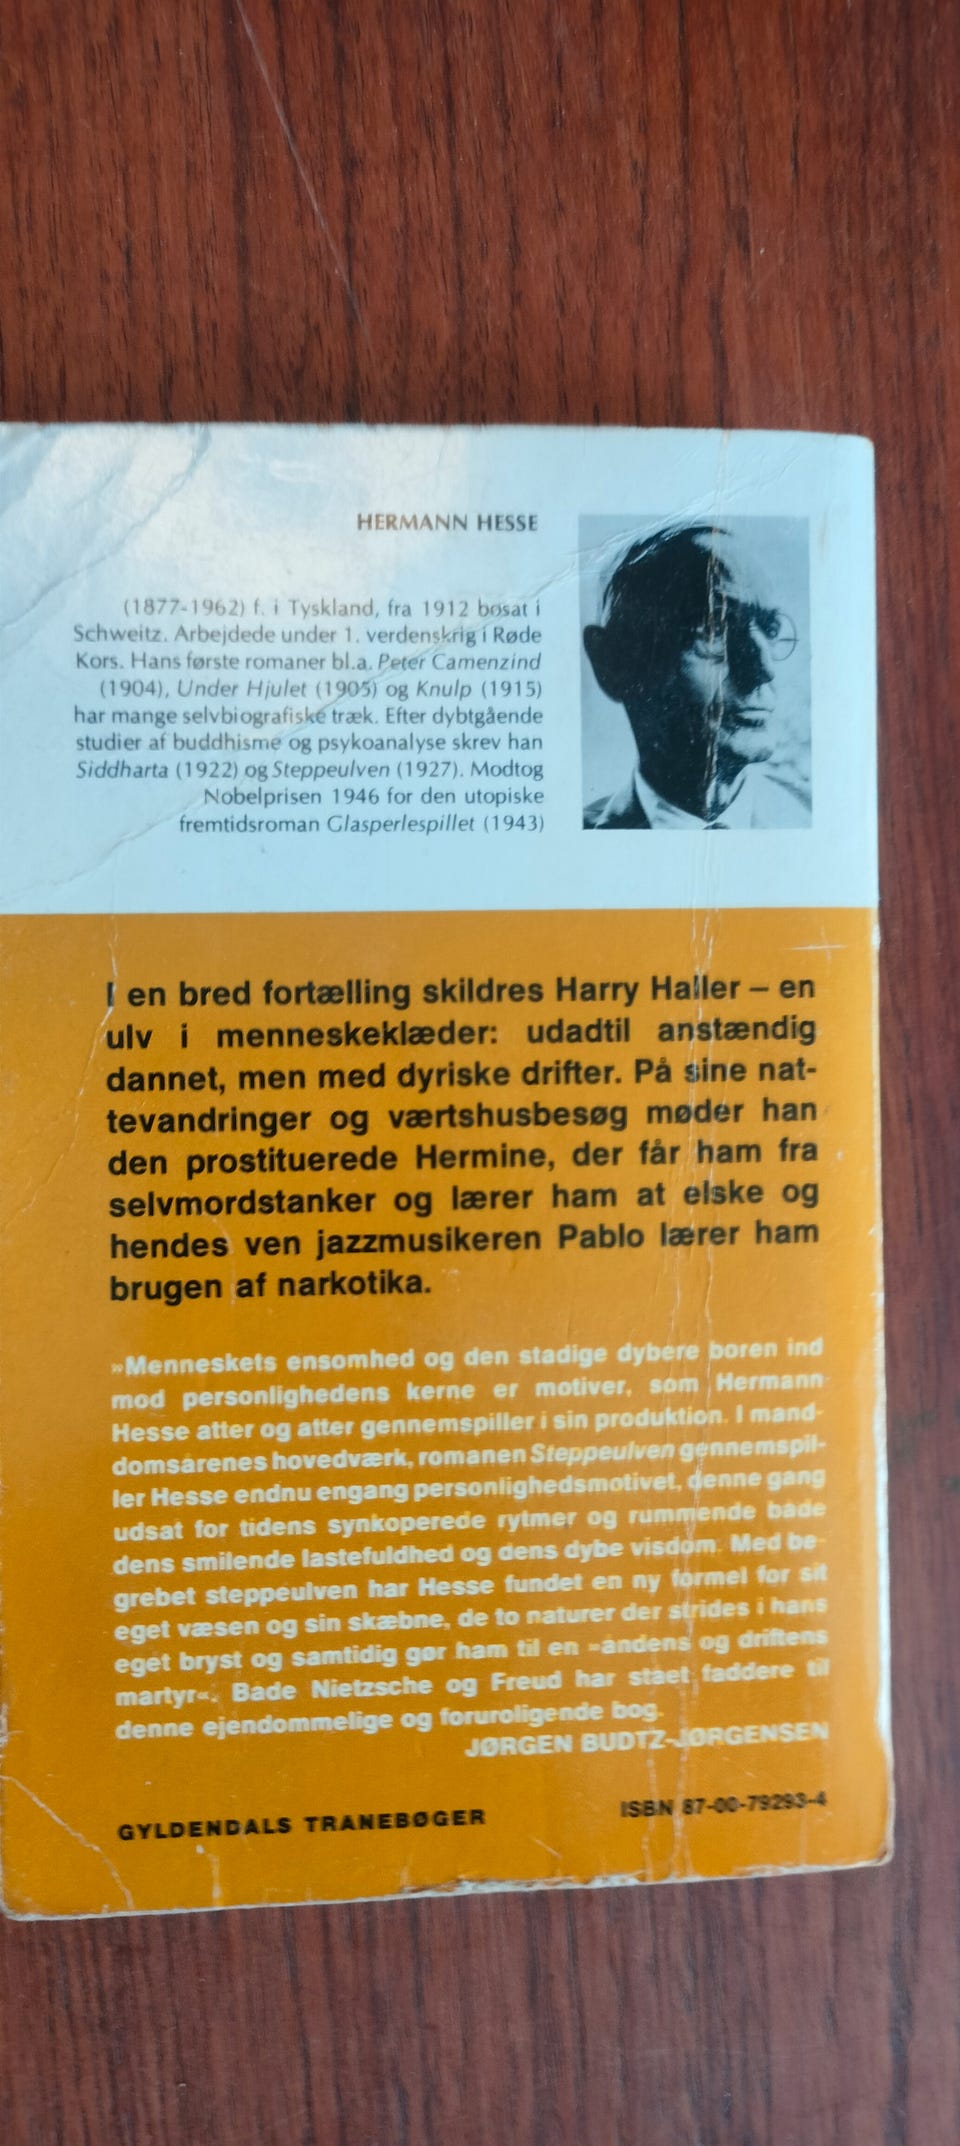 HERMANN HESSE
(1877-1962) f. i Tyskland, fra 1912 bosat i
Schweitz. Arbejdede under 1. verdenskrig i Røde
Kors. Hans første romaner bl.a. Peter Camenzind
(1904), Under Hjulet (1905) og Knulp (1915)
har mange selvbiografiske træk. Efter dybtgående
studier af buddhisme og psykoanalyse skrev han
Siddharta (1922) og Steppeulven (1927). Modtog
Nobelprisen 1946 for den utopiske
fremtidsroman Glasperlespillet (1943)
I en bred fortælling skildres Harry Haller – en
ulv i menneskeklæder: udadtil anstændig
dannet, men med dyriske drifter. På sine nat-
tevandringer og værtshusbesøg møder han
den prostituerede Hermine, der får ham fra
selvmordstanker og lærer ham at elske og
hendes ven jazzmusikeren Pablo lærer ham
brugen af narkotika.
»Menneskets ensomhed og den stadige dybere boren ind
mod personlighedens kerne er motiver, som Hermann
Hesse atter og atter gennemspiller i sin produktion. I mand-
domsårenes hovedværk, romanen Steppeulven gennemspil-
ler Hesse endnu engang personlighedsmotivet, denne gang
udsat for tidens synkoperede rytmer og rummende både
dens smilende lastefuldhed og dens dybe visdom. Med be-
grebet steppeulven har Hesse fundet en ny formel for sit
eget væsen og sin skæbne, de to naturer der strides i hans
eget bryst og samtidig gør ham til en »åndens og driftens
martyr«. Både Nietzsche og Freud har stået faddere til
denne ejendommelige og foruroligende bog.
JØRGEN BUDTZ-JØRGENSEN
GYLDENDALS TRANEBØGER
ISBN 87-00-79293-4